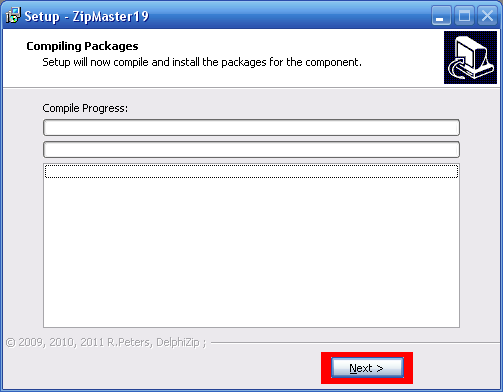 Setup - ZipMaster19
Compiling Packages
Setup will now compile and install the packages for the component.
Compile Progress:
© 2009, 2010, 2011 R.Peters, DelphiZip ;
Next >